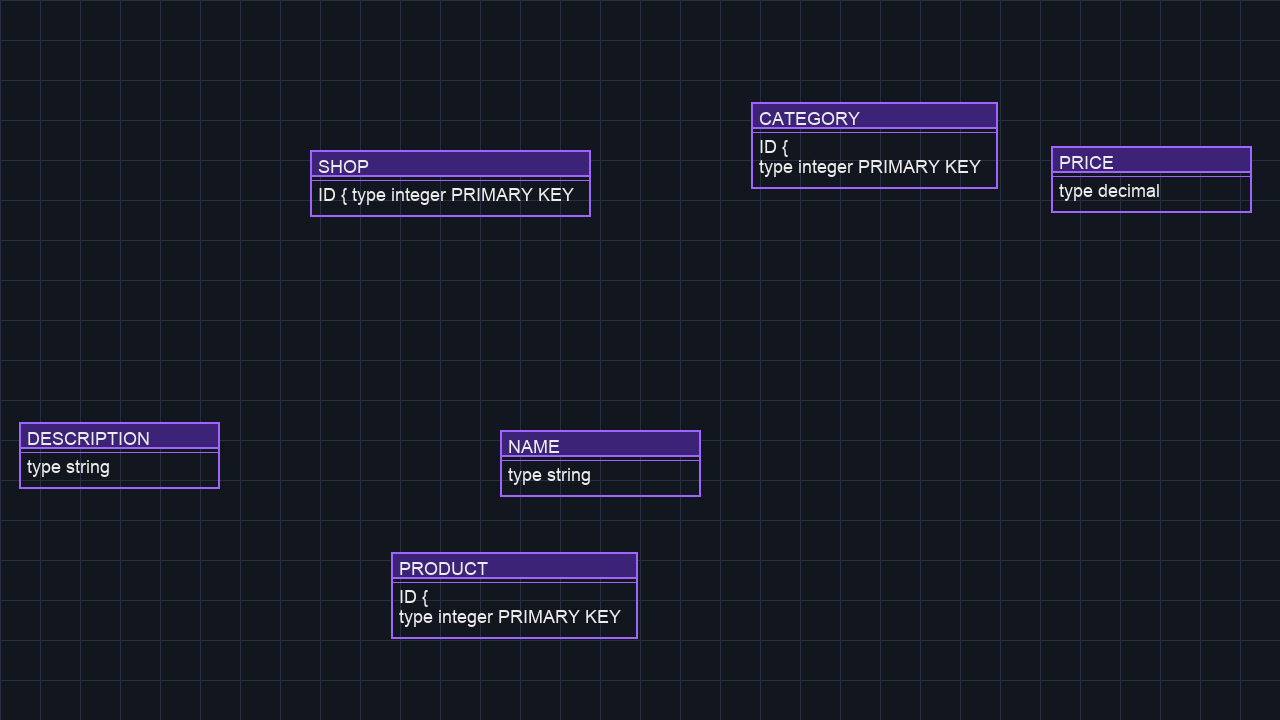 CATEGORY
ID {
type integer PRIMARY KEY
SHOP
ID { type integer PRIMARY KEY
PRICE
type decimal
DESCRIPTION
type string
NAME
type string
PRODUCT
ID {
type integer PRIMARY KEY